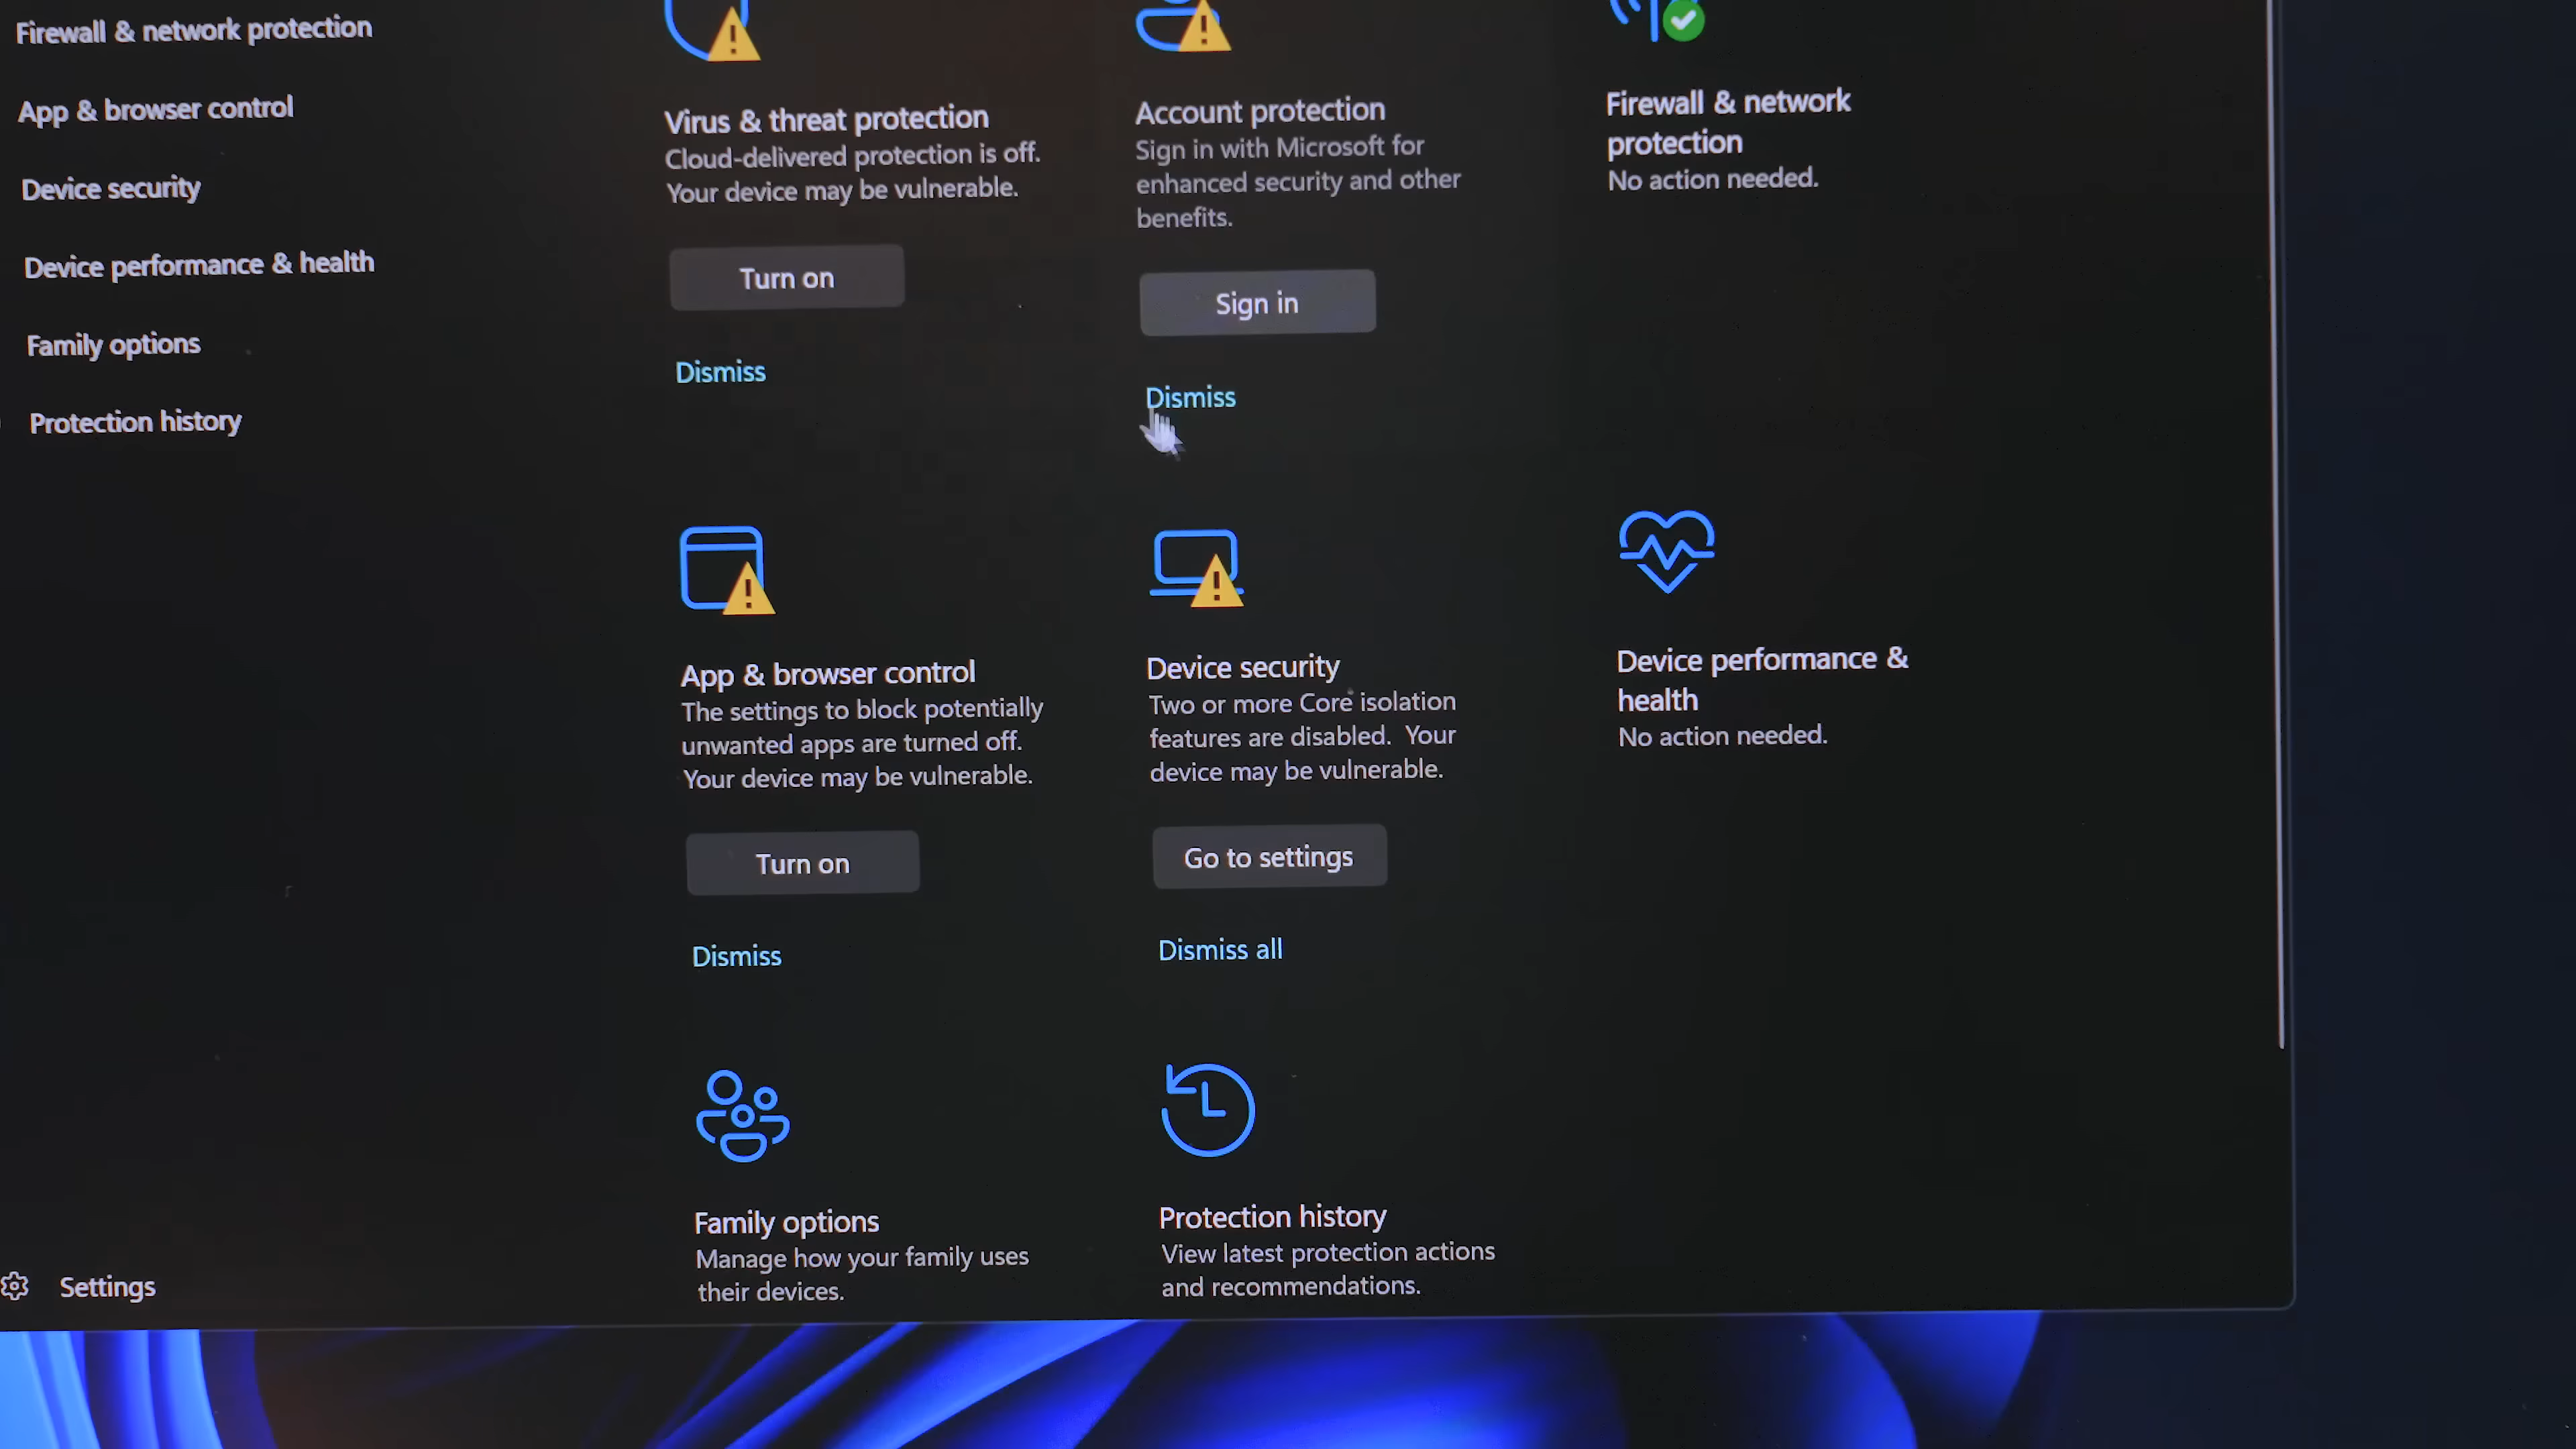 Firewall & network protection
App & browser control
Device security
Device performance & health
Family options
Protection history
Settings
Virus & threat protection
Cloud-delivered protection is off.
Your device may be vulnerable.
Turn on
Dismiss
Account protection
Sign in with Microsoft for
enhanced security and other
benefits.
Sign in
Dismiss
Firewall & network
protection
No action needed.
App & browser control
The settings to block potentially
unwanted apps are turned off.
Your device may be vulnerable.
Turn on
Dismiss
Device security
Two or more Core isolation
features are disabled. Your
device may be vulnerable.
Go to settings
Dismiss all
Device performance &
health
No action needed.
Family options
Manage how your family uses
their devices.
Protection history
View latest protection actions
and recommendations.